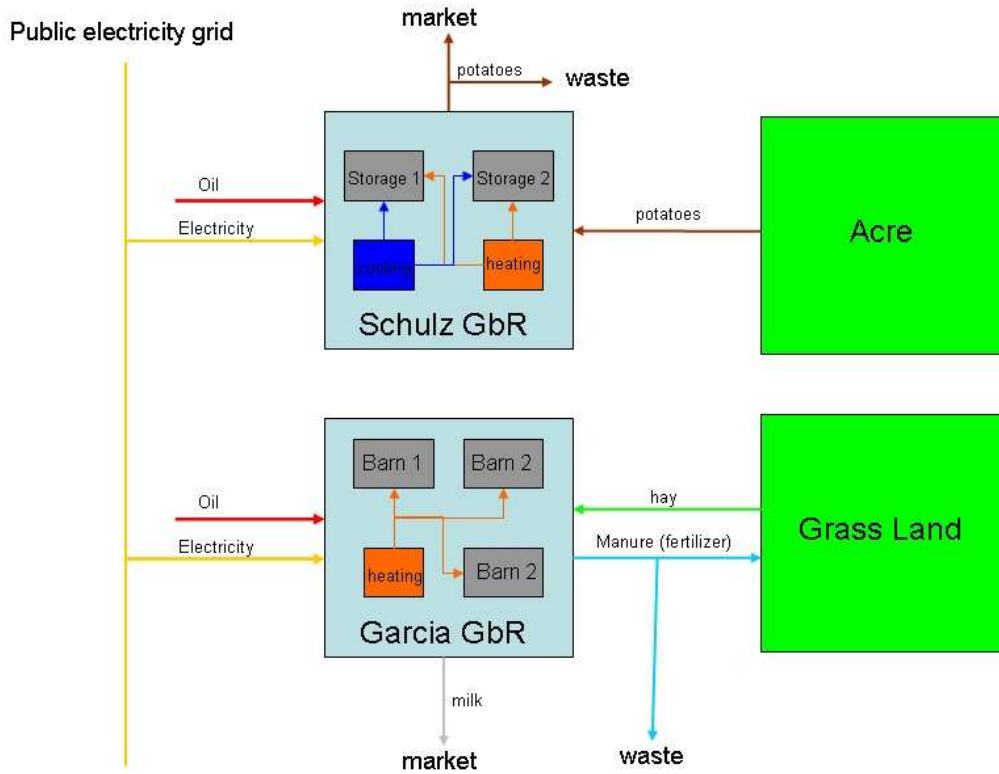 market
Public electricity grid
potatoes
waste
Storage 1
Storage 2
Oil
potatoes
Electricity
Acre
cooling
heating
Schulz GbR
Barn 1
Barn 2
hay
Oil
Grass Land
Manure (fertilizer)
Electricity
heating
Barn 2
Garcia GbR
milk
market
waste